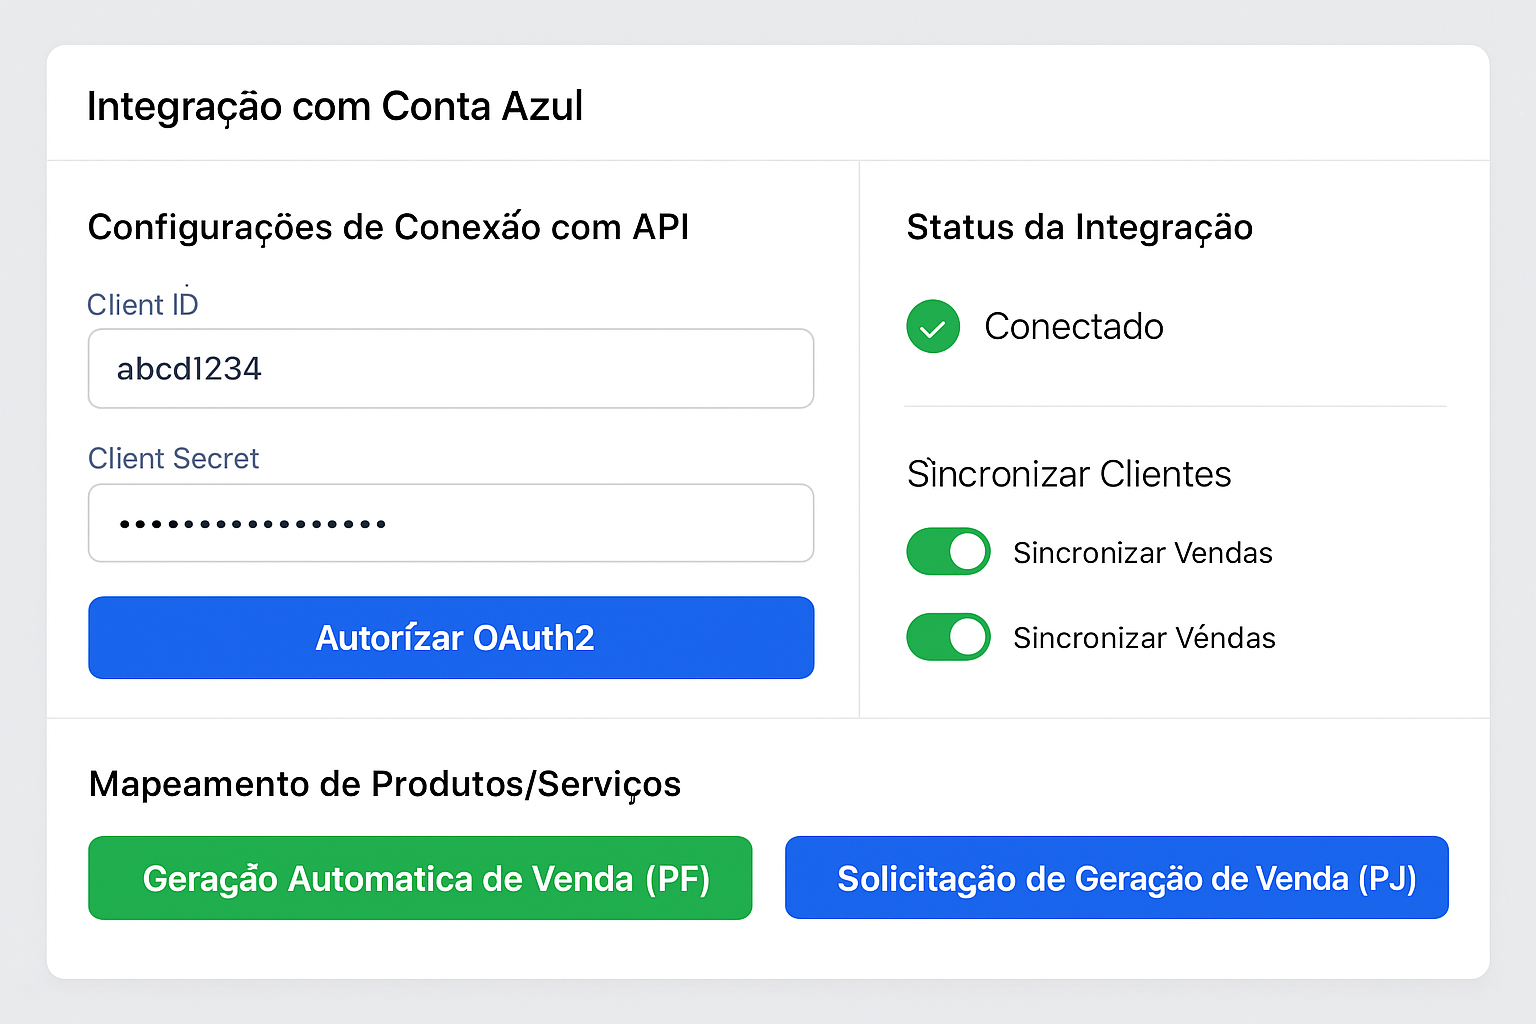 Integração com Conta Azul
Configurações de Conexão com API
Client ID
abcd1234
Client Secret
•••••••••••••••••
Autorízar OAuth2
Status da Integração
Conectado
Sincronizar Clientes
Sincronizar Vendas
Sincronizar Véndas
Mapeamento de Produtos/Serviços
Geração Automatica de Venda (PF)
Solicitação de Geração de Venda (PJ)